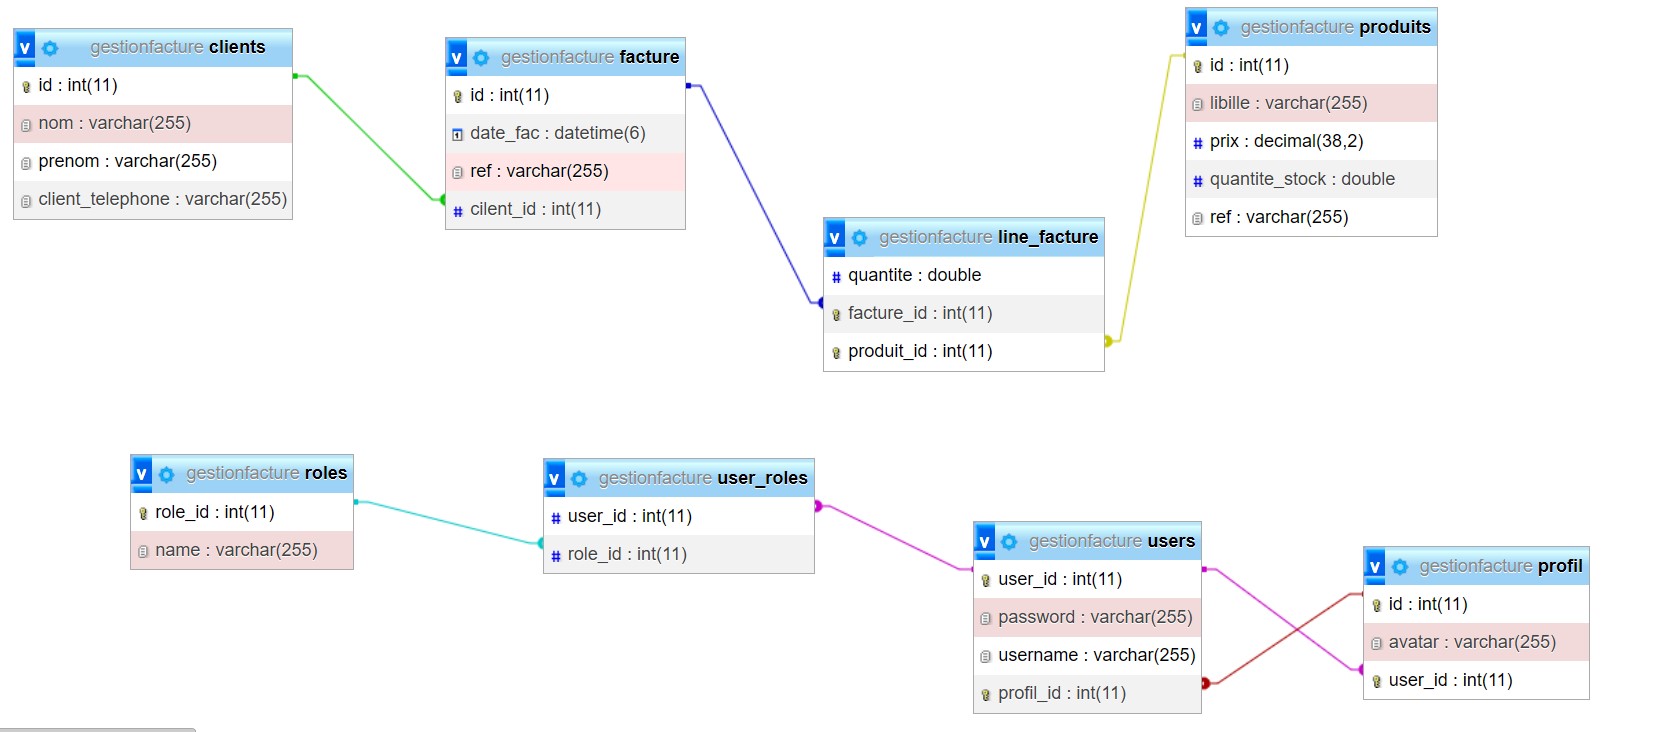 v gestionfacture clients
id : int(11)
nom : varchar(255)
prenom : varchar(255)
client_telephone : varchar(255)
v gestionfacture facture
id : int(11)
date_fac : datetime(6)
ref : varchar(255)
# cilent_id : int(11)
v gestionfacture line_facture
# quantite : double
facture_id : int(11)
produit_id : int(11)
v gestionfacture produits
id : int(11)
libille : varchar(255)
# prix : decimal(38,2)
# quantite_stock : double
ref : varchar(255)
v gestionfacture roles
role_id : int(11)
name : varchar(255)
v gestionfacture user_roles
# user_id : int(11)
# role_id : int(11)
v gestionfacture users
user_id : int(11)
password : varchar(255)
username : varchar(255)
profil_id : int(11)
v gestionfacture profil
id : int(11)
avatar : varchar(255)
user_id : int(11)